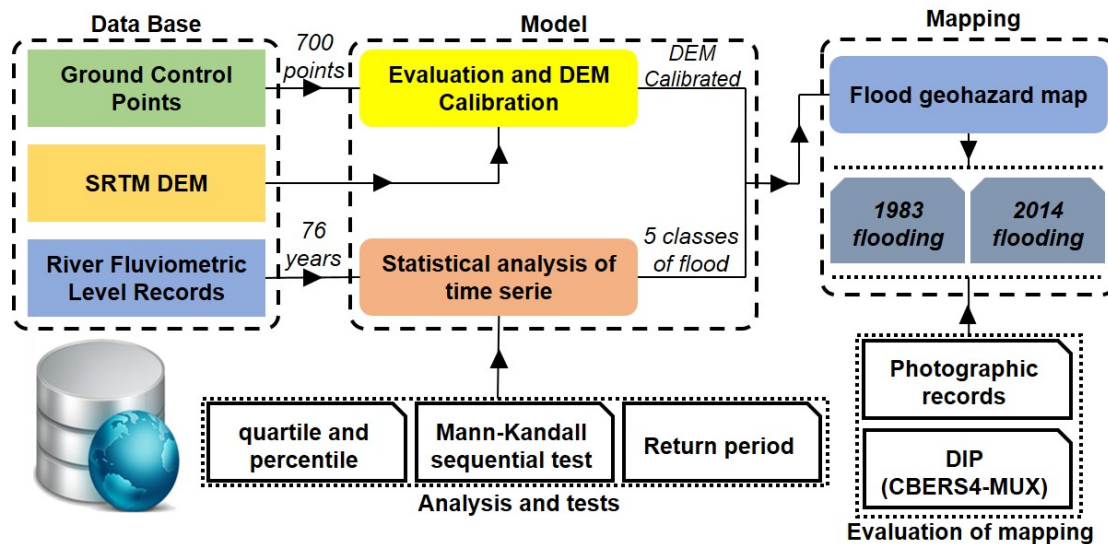 Data Base
Ground Control
Points
SRTM DEM
River Fluviometric
Level Records
700
points
76
years
Model
Evaluation and DEM
Calibration
Statistical analysis of
time serie
DEM
Calibrated
5 classes
of flood
Mapping
Flood geohazard map
1983
flooding
2014
flooding
quartile and
percentile
Mann-Kandall
sequential test
Return period
Analysis and tests
Photographic
records
DIP
(CBERS4-MUX)
Evaluation of mapping